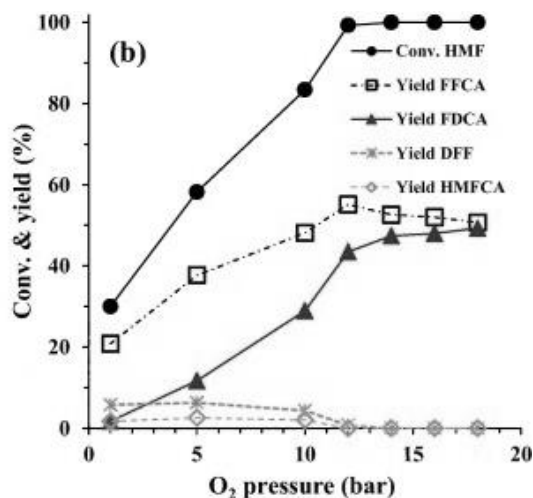 (b)
Conv. & yield (%)
100
80
60
40
20
0
Conv. HMF
Yield FFCA
Yield FDCA
Yield DFF
Yield HMFCA
0 5 10 15 20
O₂ pressure (bar)